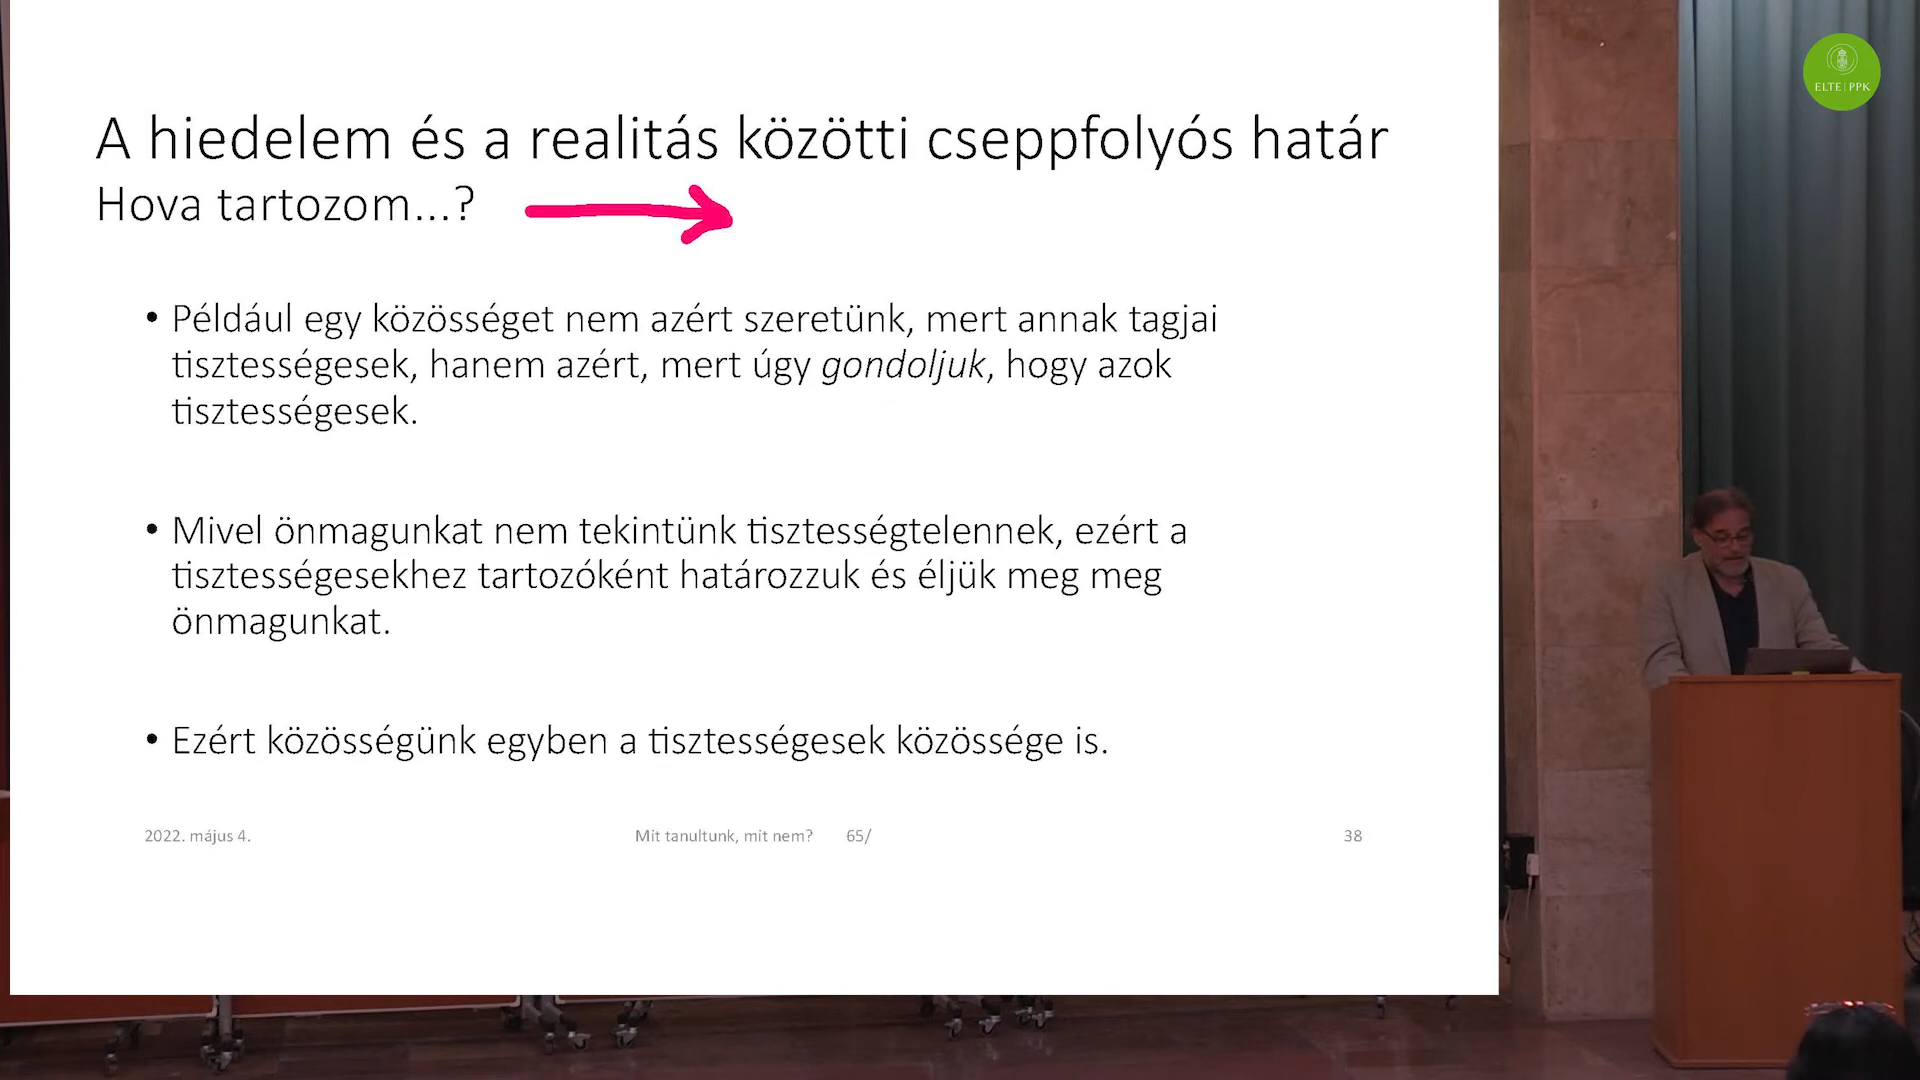 A hiedelem és a realitás közötti cseppfolyós határ
Hova tartozom...?
• Például egy közösséget nem azért szeretünk, mert annak tagjai
tisztességesek, hanem azért, mert úgy gondoljuk, hogy azok
tisztességesek.
• Mivel önmagunkat nem tekintünk tisztességtelennek, ezért a
tisztességesekhez tartozóként határozzuk és éljük meg meg
önmagunkat.
• Ezért közösségünk egyben a tisztességesek közössége is.
2022. május 4. Mit tanultunk, mit nem? 65/ 38
ELTE | PPK